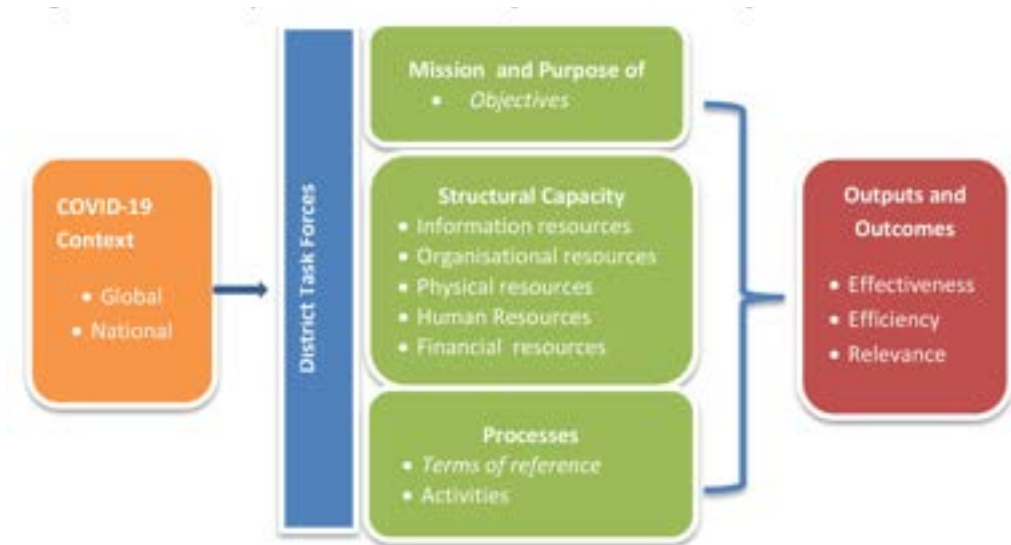 COVID-19
Context
• Global
• National
District Task Forces
Mission and Purpose of
• Objectives
Structural Capacity
• Information resources
• Organisational resources
• Physical resources
• Human Resources
• Financial resources
Processes
• Terms of reference
• Activities
Outputs and
Outcomes
• Effectiveness
• Efficiency
• Relevance